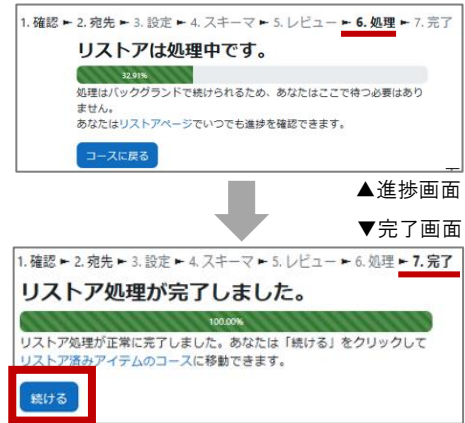 1. 確認 ► 2. 宛先 ► 3. 設定 ► 4. スキーマ ► 5. レビュー ► 6. 処理 ► 7. 完了
リストアは処理中です。
32.91%
処理はバックグランドで続けられるため、あなたはここで待つ必要はあり
ません。
あなたはリストアページでいつでも進捗を確認できます。
コースに戻る
▲進捗画面
▼完了画面
1. 確認 ► 2. 宛先 ► 3. 設定 ► 4. スキーマ ► 5. レビュー ► 6. 処理 ► 7. 完了
リストア処理が完了しました。
100.00%
リストア処理が正常に完了しました。あなたは「続ける」をクリックして
リストア済みアイテムのコースに移動できます。
続ける